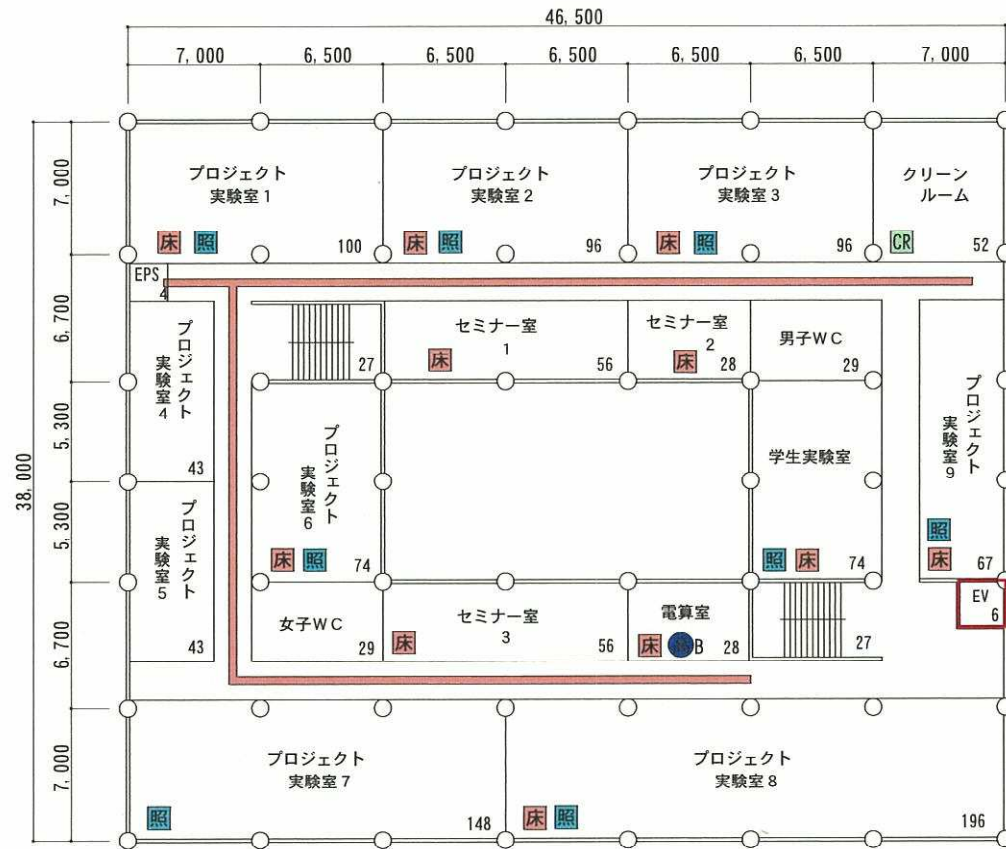 46,500
7,000
6,500
6,500
6,500
6,500
6,500
7,000
38,000
7,000
6,700
5,300
5,300
6,700
7,000
プロジェクト
実験室1
床 照
100
プロジェクト
実験室2
床 照
96
プロジェクト
実験室3
床 照
96
クリーン
ルーム
CR
52
EPS
4
プロジェクト
実験室4
43
27
セミナー室
1
床
56
セミナー室
2
床
28
男子WC
29
プロジェクト
実験室9
照
床
67
プロジェクト
実験室5
43
プロジェクト
実験室6
床 照
74
学生実験室
照 床
74
EV
6
女子WC
29
セミナー室
3
床
56
電算室
床
B
28
27
プロジェクト
実験室7
照
148
プロジェクト
実験室8
床 照
196